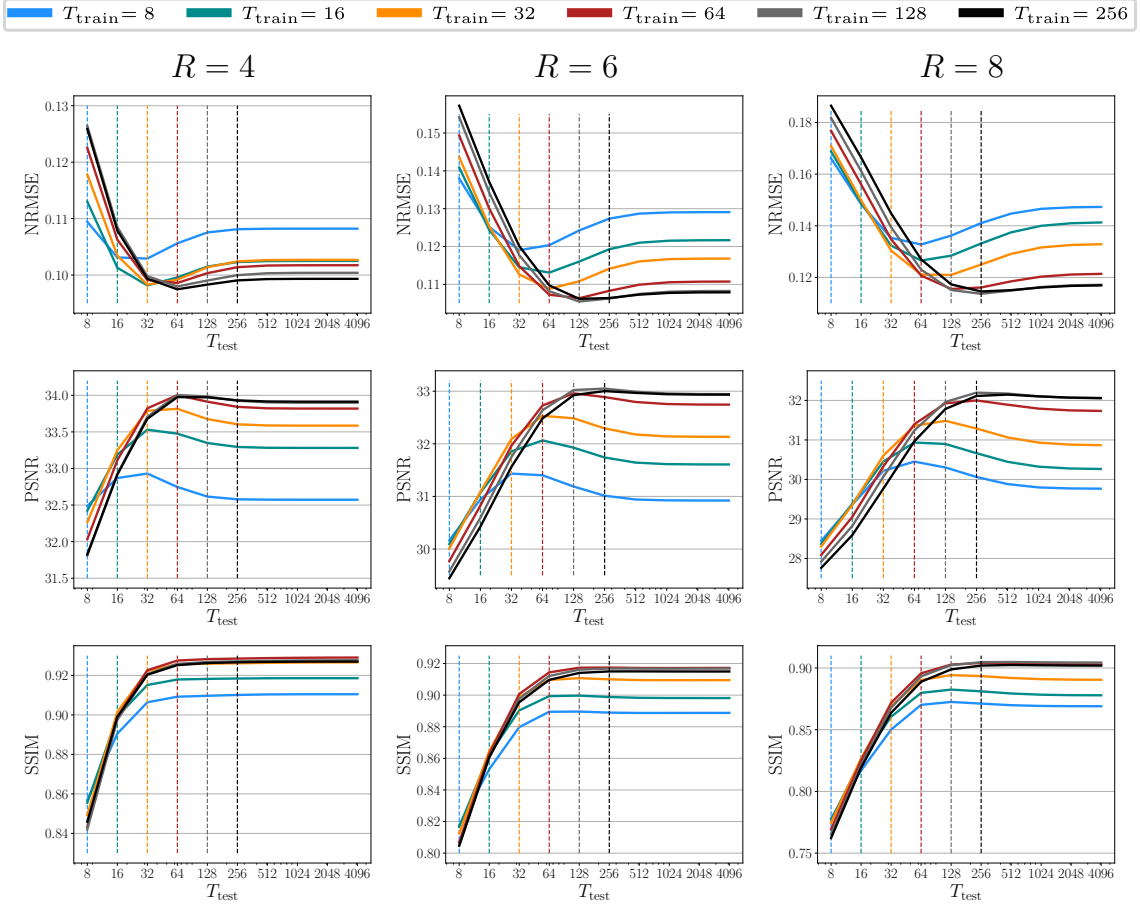 T_train = 8 T_train = 16 T_train = 32 T_train = 64 T_train = 128 T_train = 256
R = 4 R = 6 R = 8
0.13
0.12
0.11
0.10
NRMSE
8 16 32 64 128 256 512 1024 2048 4096
T_test
0.15
0.14
0.13
0.12
0.11
NRMSE
8 16 32 64 128 256 512 1024 2048 4096
T_test
0.18
0.16
0.14
0.12
NRMSE
8 16 32 64 128 256 512 1024 2048 4096
T_test
34.0
33.5
33.0
32.5
32.0
31.5
PSNR
8 16 32 64 128 256 512 1024 2048 4096
T_test
33
32
31
30
PSNR
8 16 32 64 128 256 512 1024 2048 4096
T_test
32
31
30
29
28
PSNR
8 16 32 64 128 256 512 1024 2048 4096
T_test
0.92
0.90
0.88
0.86
0.84
SSIM
8 16 32 64 128 256 512 1024 2048 4096
T_test
0.92
0.90
0.88
0.86
0.84
0.82
0.80
SSIM
8 16 32 64 128 256 512 1024 2048 4096
T_test
0.90
0.85
0.80
0.75
SSIM
8 16 32 64 128 256 512 1024 2048 4096
T_test